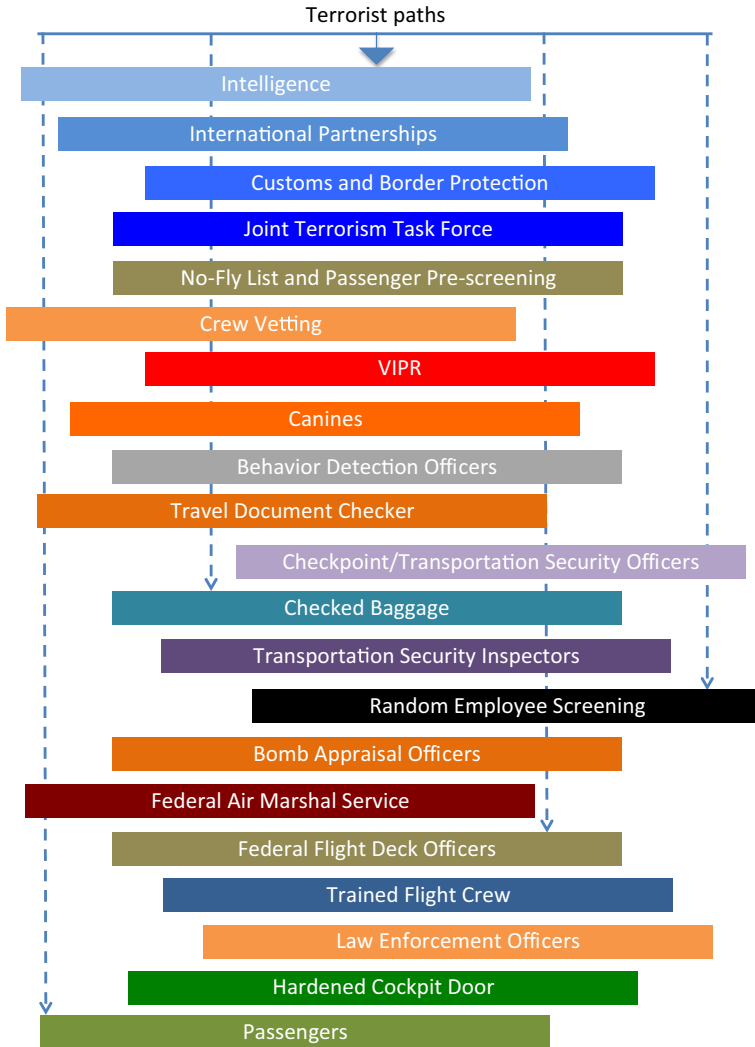 Terrorist paths
Intelligence
International Partnerships
Customs and Border Protection
Joint Terrorism Task Force
No-Fly List and Passenger Pre-screening
Crew Vetting
VIPR
Canines
Behavior Detection Officers
Travel Document Checker
Checkpoint/Transportation Security Officers
Checked Baggage
Transportation Security Inspectors
Random Employee Screening
Bomb Appraisal Officers
Federal Air Marshal Service
Federal Flight Deck Officers
Trained Flight Crew
Law Enforcement Officers
Hardened Cockpit Door
Passengers